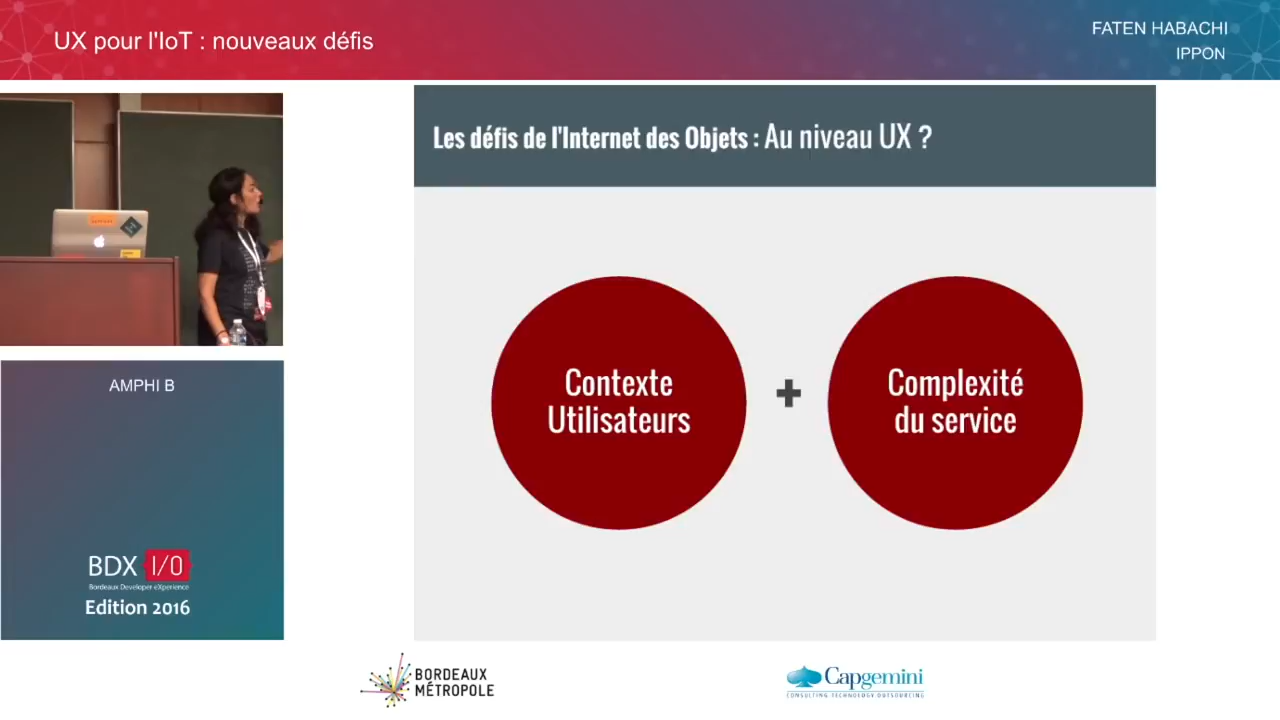 UX pour l'IoT : nouveaux défis
FATEN HABACHI
IPPON
Les défis de l'Internet des Objets : Au niveau UX ?
Contexte
Utilisateurs
+
Complexité
du service
AMPHI B
BDX I/O
Bordeaux Developer eXperience
Edition 2016
BORDEAUX
MÉTROPOLE
Capgemini
CONSULTING.TECHNOLOGY.OUTSOURCING